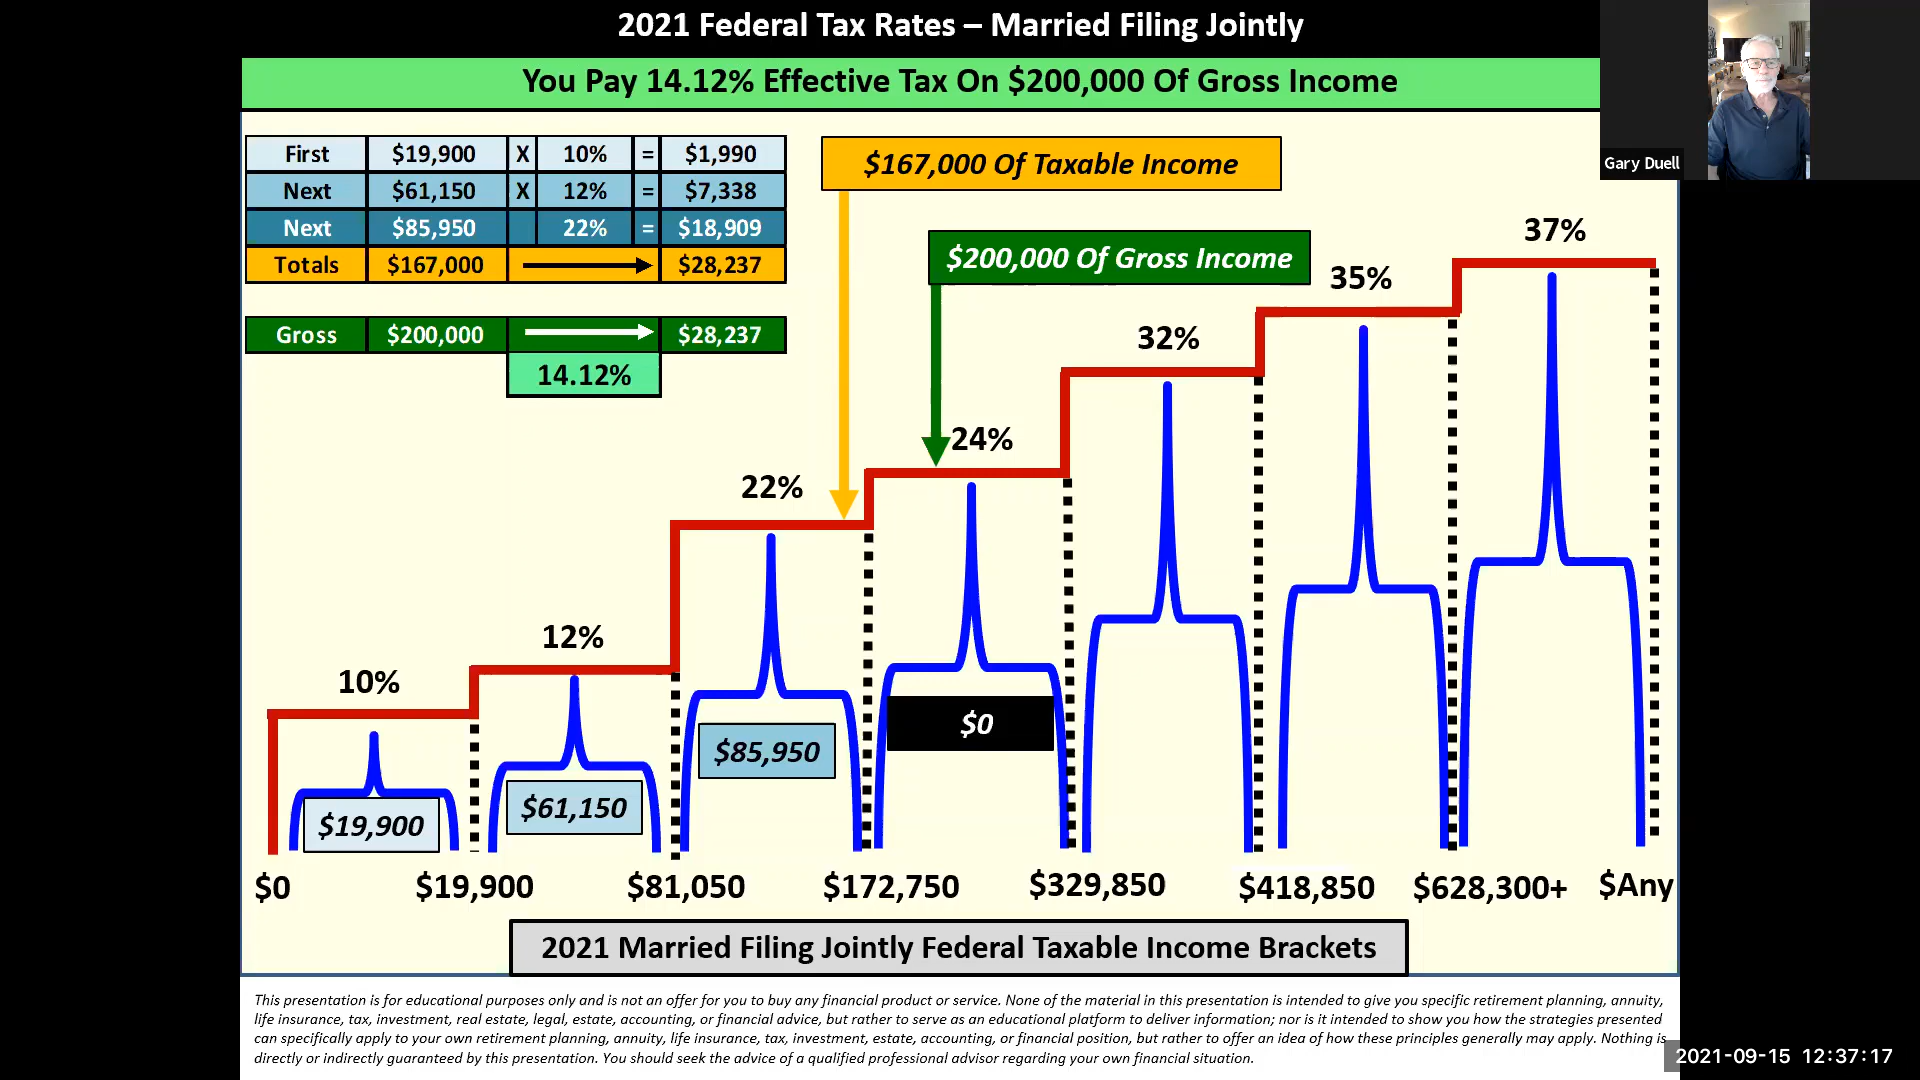 2021 Federal Tax Rates – Married Filing Jointly
You Pay 14.12% Effective Tax On $200,000 Of Gross Income
First $19,900 X 10% = $1,990
Next $61,150 X 12% = $7,338
Next $85,950 22% = $18,909
Totals $167,000 $28,237
Gross $200,000 $28,237
14.12%
$167,000 Of Taxable Income
$200,000 Of Gross Income
Gary Duell
10%
12%
22%
24%
32%
35%
37%
$19,900
$61,150
$85,950
$0
$0 $19,900 $81,050 $172,750 $329,850 $418,850 $628,300+ $Any
2021 Married Filing Jointly Federal Taxable Income Brackets
This presentation is for educational purposes only and is not an offer for you to buy any financial product or service. None of the material in this presentation is intended to give you specific retirement planning, annuity,
life insurance, tax, investment, real estate, legal, estate, accounting, or financial advice, but rather to serve as an educational platform to deliver information; nor is it intended to show you how the strategies presented
can specifically apply to your own retirement planning, annuity, life insurance, tax, investment, estate, accounting, or financial position, but rather to offer an idea of how these principles generally may apply. Nothing is
directly or indirectly guaranteed by this presentation. You should seek the advice of a qualified professional advisor regarding your own financial situation.
2021-09-15 12:37:17